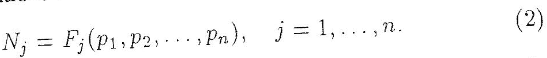 N_j = F_j(p_1, p_2, . . . , p_n), j = 1, . . . , n. (2)